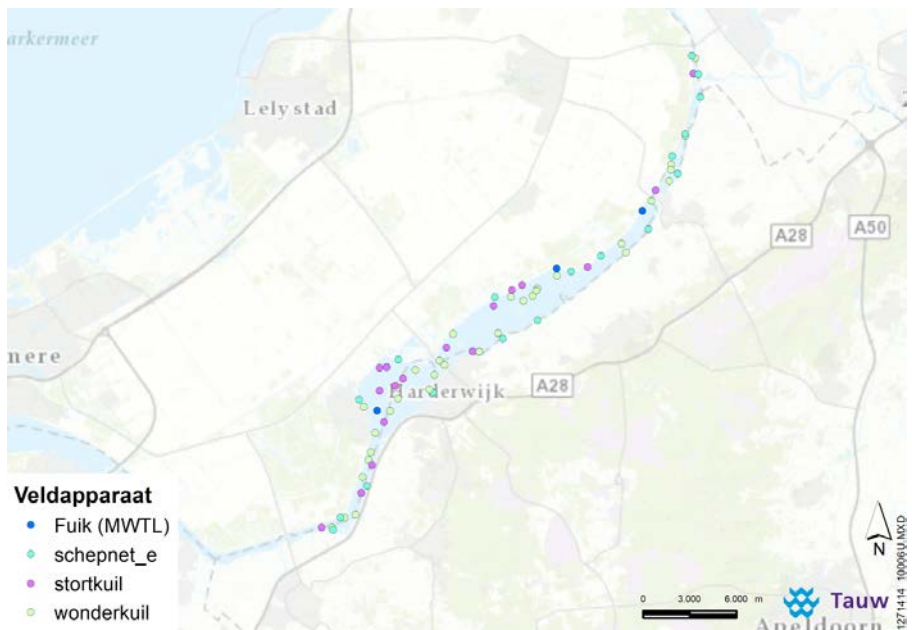 arkermeer
Lelystad
A50
A28
mere
A28
Harderwijk
Veldapparaat
Fuik (MWTL)
schepnet_e
stortkuil
wonderkuil
N
0 3.000 6.000 m
Tauw
Apeldoorn
1271414 10006U.MXD